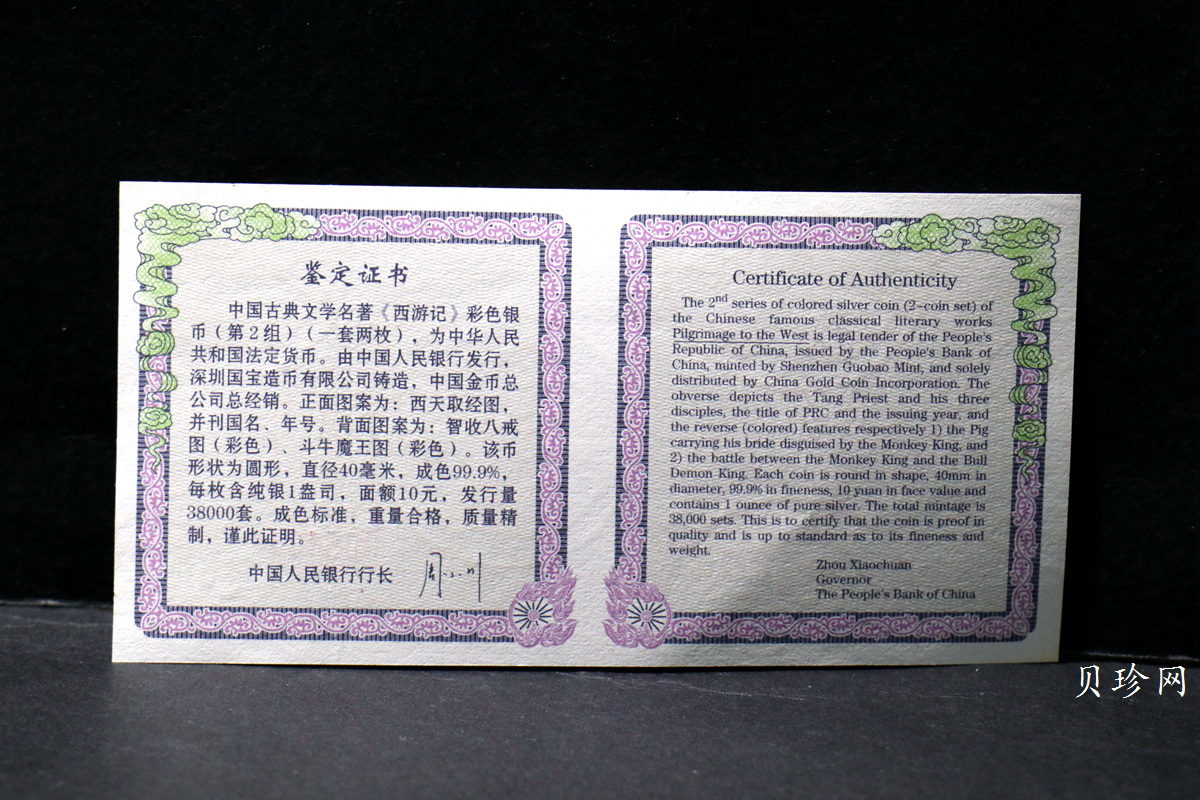 鉴定证书
中国古典文学名著《西游记》彩色银
币（第2组）（一套两枚），为中华人民
共和国法定货币。由中国人民银行发行，
深圳国宝造币有限公司铸造，中国金币总
公司总经销。正面图案为：西天取经图，
并刊国名、年号。背面图案为：智收八戒
图（彩色）、斗牛魔王图（彩色）。该币
形状为圆形，直径40毫米，成色99.9%，
每枚含纯银1盎司，面额10元，发行量
38000套。成色标准，重量合格，质量精
制，谨此证明。
中国人民银行行长 周小川
Certificate of Authenticity
The 2nd series of colored silver coin (2-coin set) of
the Chinese famous classical literary works
Pilgrimage to the West is legal tender of the People's
Republic of China, issued by the People's Bank of
China, minted by Shenzhen Guobao Mint, and solely
distributed by China Gold Coin Incorporation. The
obverse depicts the Tang Priest and his three
disciples, the title of PRC and the issuing year, and
the reverse (colored) features respectively 1) the Pig
carrying his bride disguised by the Monkey King, and
2) the battle between the Monkey King and the Bull
Demon King. Each coin is round in shape, 40mm in
diameter, 99.9% in fineness, 10 yuan in face value and
contains 1 ounce of pure silver. The total mintage is
38,000 sets. This is to certify that the coin is proof in
quality and is up to standard as to its fineness and
weight.
Zhou Xiaochuan
Governor
The People's Bank of China
贝珍网